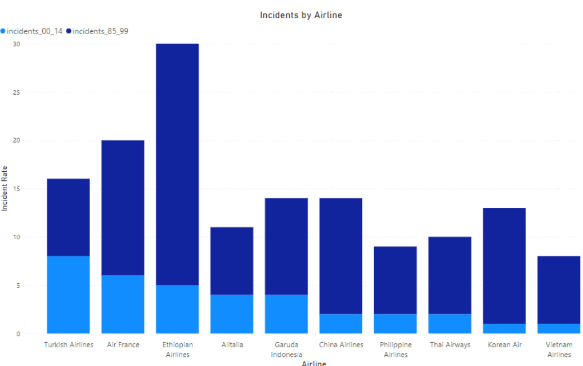 Incidents by Airline
incidents_00_14 incidents_85_99
30
25
20
15
10
5
0
Incident Rate
Turkish Airlines Air France Ethiopian Airlines Alitalia Garuda Indonesia China Airlines Philippine Airlines Thai Airways Korean Air Vietnam Airlines
Airline